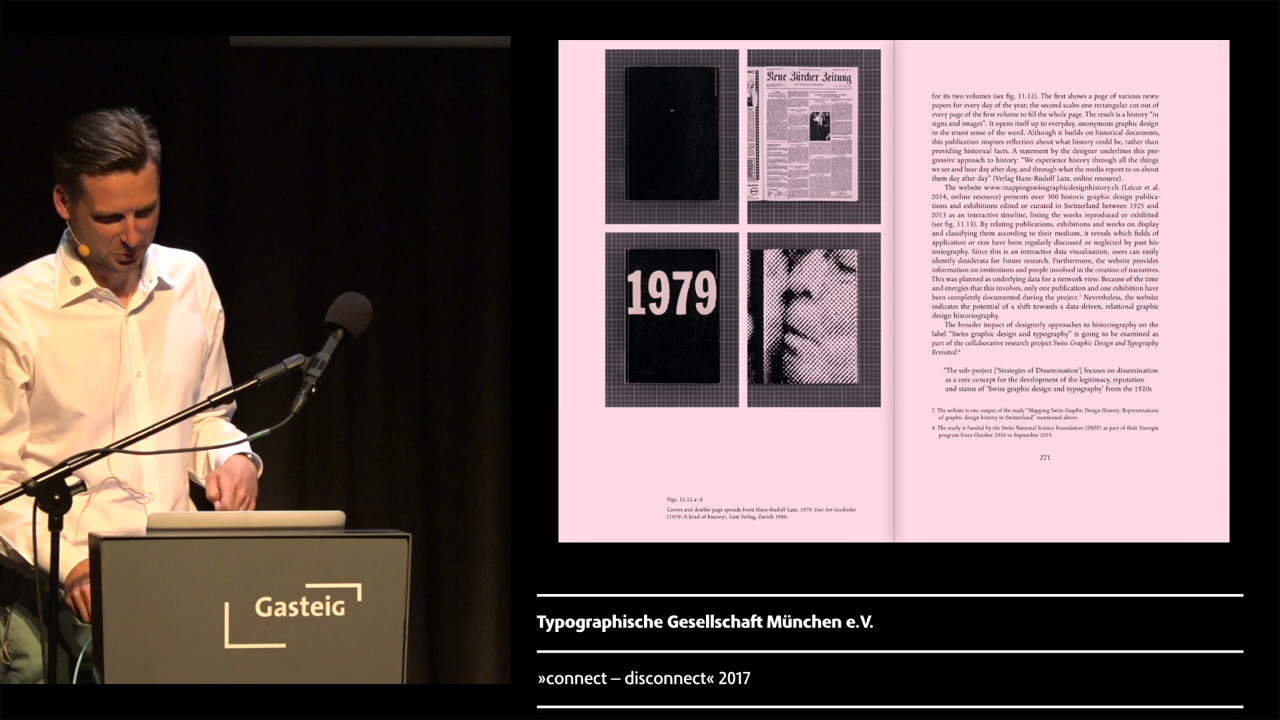 Neue Zürcher Zeitung
1979
Figs. 11.12.a–d
Covers and double-page spreads from Hans-Rudolf Lutz, 1979: Eine Art Geschichte
(1979: A kind of history), Lutz Verlag, Zurich 1980.
for its two volumes (see fig. 11.12). The first shows a page of various news-
papers for every day of the year; the second scales one rectangular cut out of
every page of the first volume to fill the whole page. The result is a history “in
signs and images”. It opens itself up to everyday, anonymous graphic design
in the truest sense of the word. Although it builds on historical documents,
this publication inspires reflection about what history could be, rather than
providing historical facts. A statement by the designer underlines this pro-
gressive approach to history: “We experience history through all the things
we see and hear day after day, and through what the media report to us about
them day after day” (Verlag Hans-Rudolf Lutz, online resource).
The website www.mappingswissgraphicdesignhistory.ch (Lzicar et al.
2014, online resource) presents over 300 historic graphic design publica-
tions and exhibitions edited or curated in Switzerland between 1925 and
2013 as an interactive timeline, listing the works reproduced or exhibited
(see fig. 11.13). By relating publications, exhibitions and works on display
and classifying them according to their medium, it reveals which fields of
application or eras have been regularly discussed or neglected by past his-
toriography. Since this is an interactive data visualization, users can easily
identify desiderata for future research. Furthermore, the website provides
information on institutions and people involved in the creation of narratives.
This was planned as underlying data for a network view. Because of the time
and energies that this involves, only one publication and one exhibition have
been completely documented during the project.⁷ Nevertheless, the website
indicates the potential of a shift towards a data-driven, relational graphic
design historiography.
The broader impact of designerly approaches to historiography on the
label “Swiss graphic design and typography” is going to be examined as
part of the collaborative research project Swiss Graphic Design and Typography
Revisited:⁸
“The sub-project [‘Strategies of Dissemination’] focuses on dissemination
as a core concept for the development of the legitimacy, reputation
and status of ‘Swiss graphic design and typography’ from the 1920s
7. The website is one output of the study “Mapping Swiss Graphic Design History: Representations
of graphic design history in Switzerland” mentioned above.
8. The study is funded by the Swiss National Science Foundation (SNSF) as part of their Sinergia
program from October 2016 to September 2019.
271
Gasteig
Typographische Gesellschaft München e.V.
»connect – disconnect« 2017